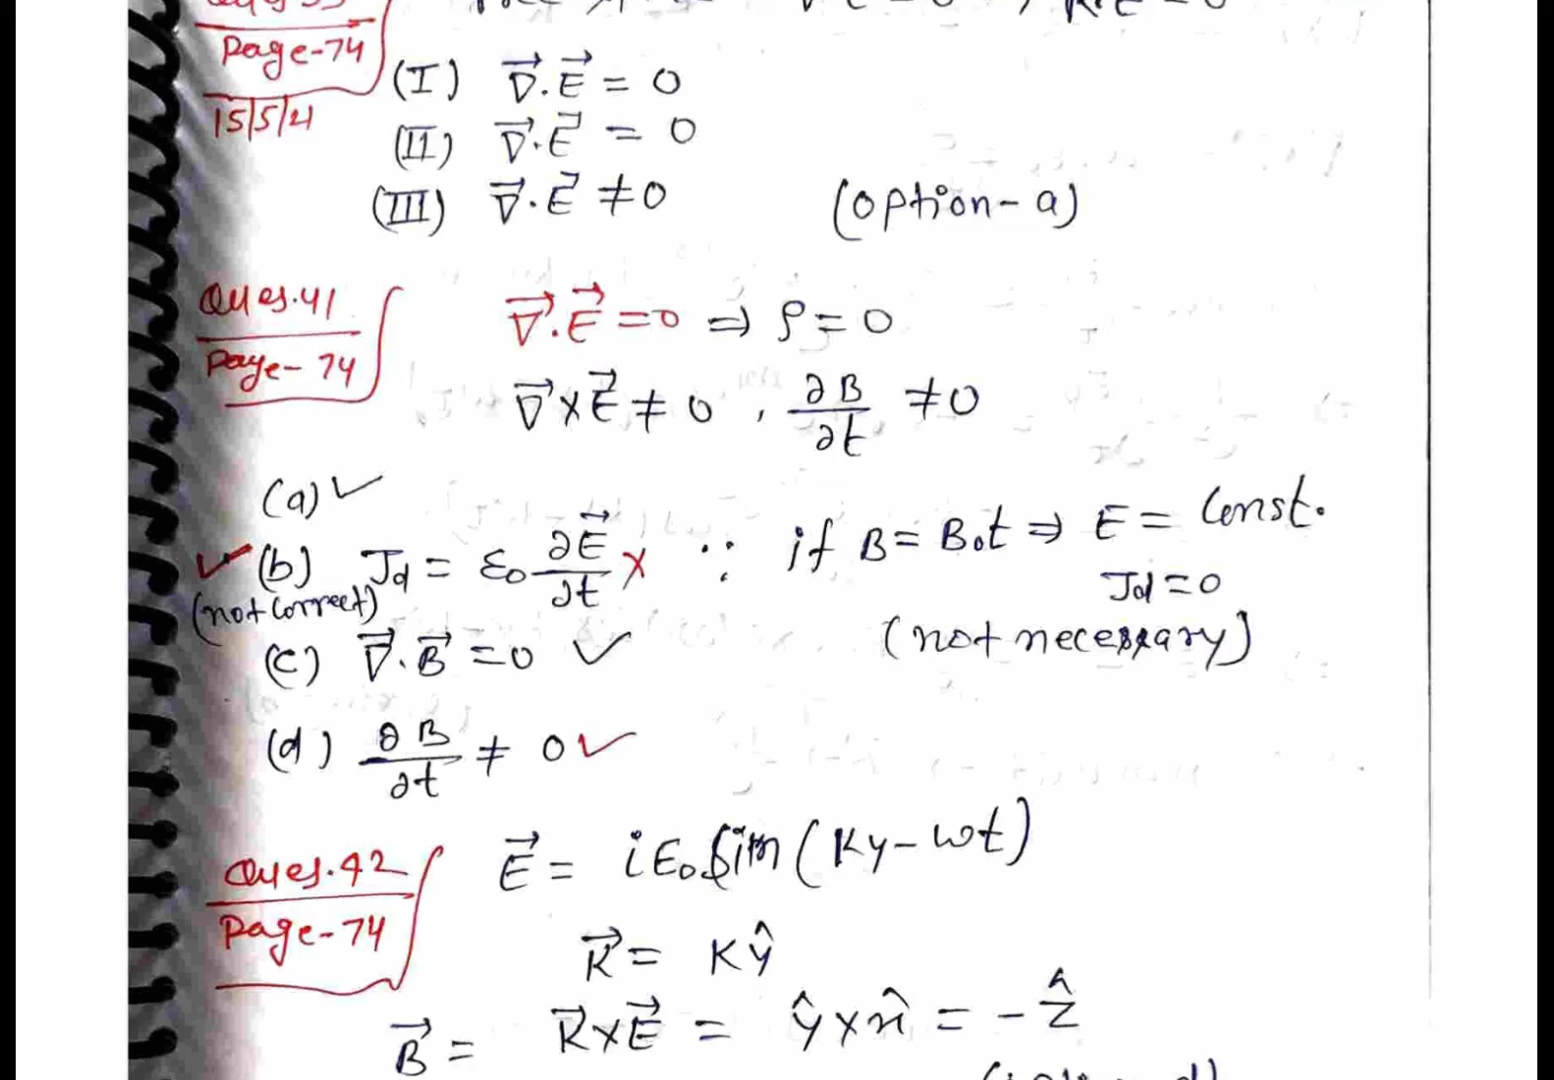 Page-74
15/5/21
(I) ∇⃗.E⃗ = 0
(II) ∇⃗.E⃗ = 0
(III) ∇⃗.E⃗ ≠ 0 (option-a)
Ques.41
Page-74
∇⃗.E⃗ = 0 ⇒ ρ = 0
∇⃗×E⃗ ≠ 0 , ∂B/∂t ≠ 0
(a) ✓
✓ (b) Jd = ε₀ ∂E⃗/∂t × ∵ if B = B₀t ⇒ E = Const.
(not correct) Jd = 0
(c) ∇⃗.B⃗ = 0 ✓ (not necessary)
(d) ∂B/∂t ≠ 0 ✓
Ques.42
Page-74
E⃗ = i E₀ Sin (Ky-ωt)
K⃗ = Kŷ
B⃗ = K⃗×E⃗ = ŷ×x̂ = -ẑ